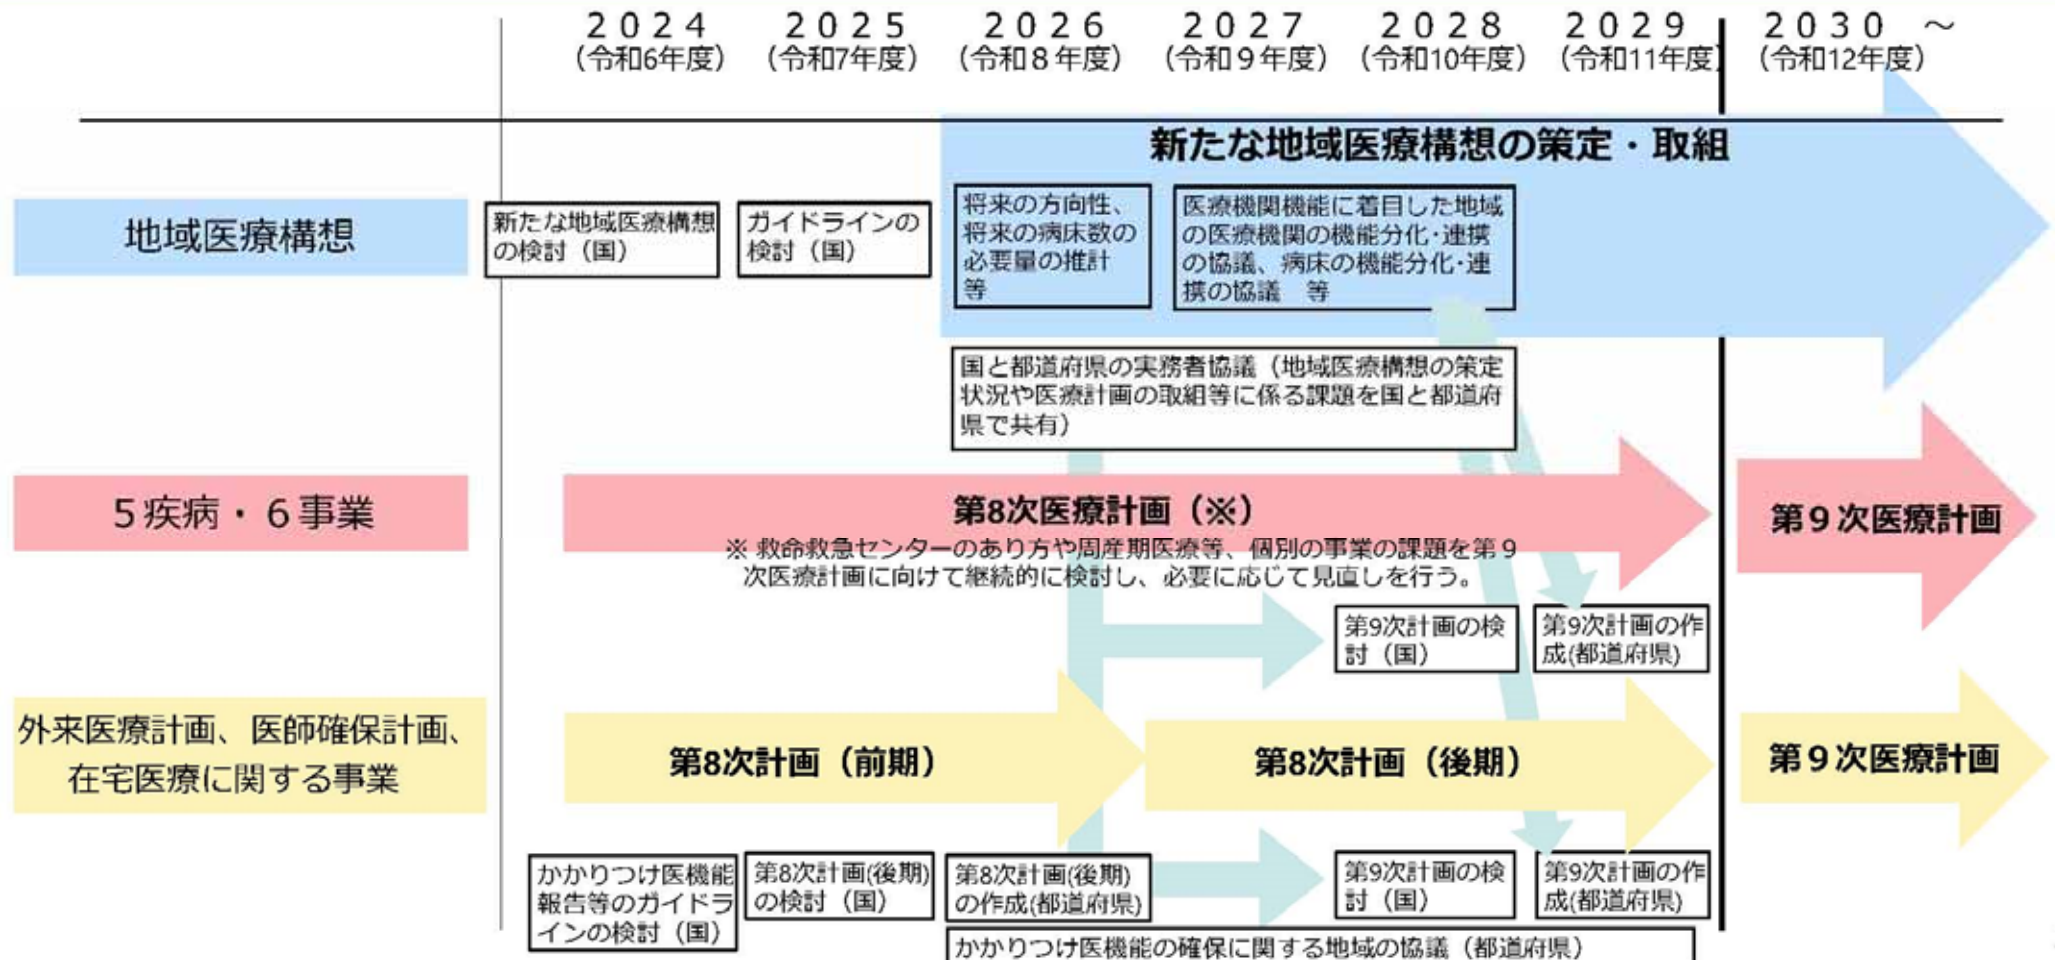 ２０２４
(令和6年度)
２０２５
(令和7年度)
２０２６
(令和８年度)
２０２７
(令和９年度)
２０２８
(令和10年度)
２０２９
(令和11年度)
２０３０　～
(令和12年度)
新たな地域医療構想の策定・取組
地域医療構想
新たな地域医療構想
の検討（国）
ガイドラインの
検討（国）
将来の方向性、
将来の病床数の
必要量の推計
等
医療機関機能に着目した地域
の医療機関の機能分化･連携
の協議、病床の機能分化･連
携の協議　等
国と都道府県の実務者協議（地域医療構想の策定
状況や医療計画の取組等に係る課題を国と都道府
県で共有）
５疾病・６事業
第8次医療計画（※）
※ 救命救急センターのあり方や周産期医療等、個別の事業の課題を第９
次医療計画に向けて継続的に検討し、必要に応じて見直しを行う。
第９次医療計画
第9次計画の検
討（国）
第9次計画の作
成(都道府県)
外来医療計画、医師確保計画、
在宅医療に関する事業
第8次計画（前期）
第8次計画（後期）
第９次医療計画
かかりつけ医機能
報告等のガイドラ
インの検討（国）
第8次計画(後期)
の検討（国）
第8次計画(後期)
の作成(都道府県)
第9次計画の検
討（国）
第9次計画の作
成(都道府県)
かかりつけ医機能の確保に関する地域の協議（都道府県）